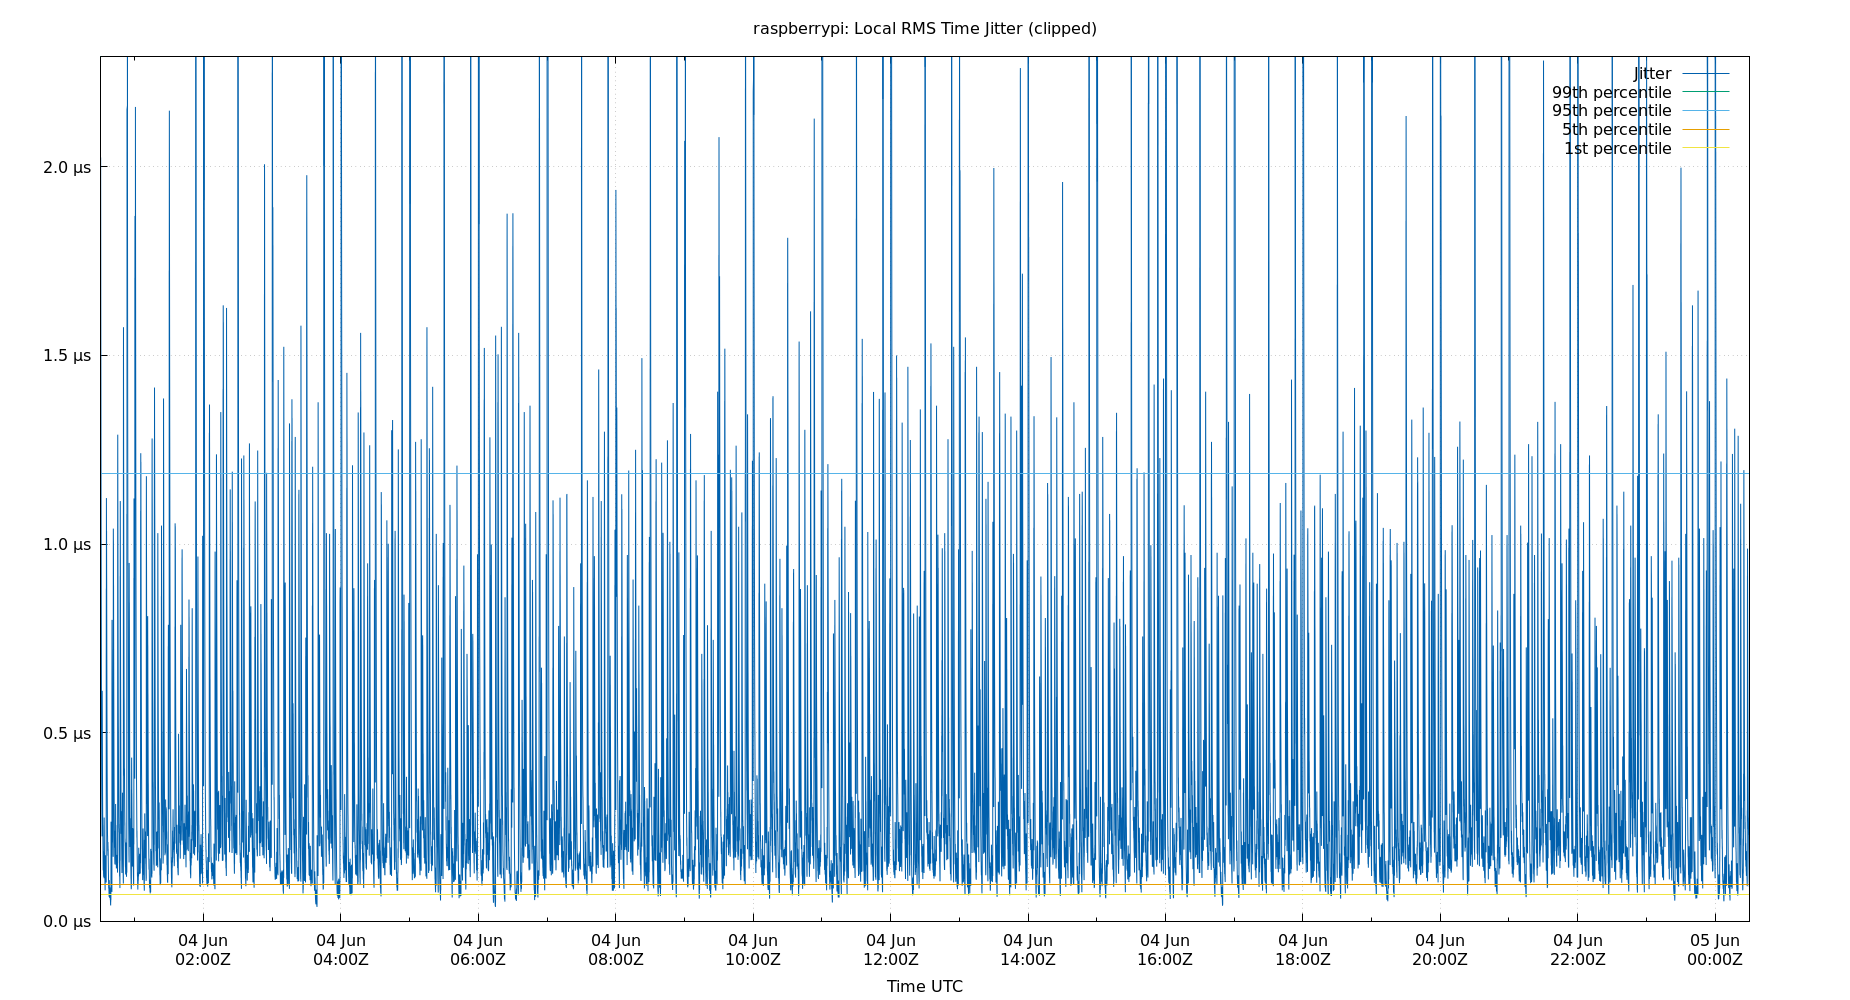 raspberrypi: Local RMS Time Jitter (clipped)
Jitter
99th percentile
95th percentile
5th percentile
1st percentile
2.0 μs
1.5 μs
1.0 μs
0.5 μs
0.0 μs
04 Jun 04 Jun 04 Jun 04 Jun 04 Jun 04 Jun 04 Jun 04 Jun 04 Jun 04 Jun 04 Jun 05 Jun
02:00Z 04:00Z 06:00Z 08:00Z 10:00Z 12:00Z 14:00Z 16:00Z 18:00Z 20:00Z 22:00Z 00:00Z
Time UTC